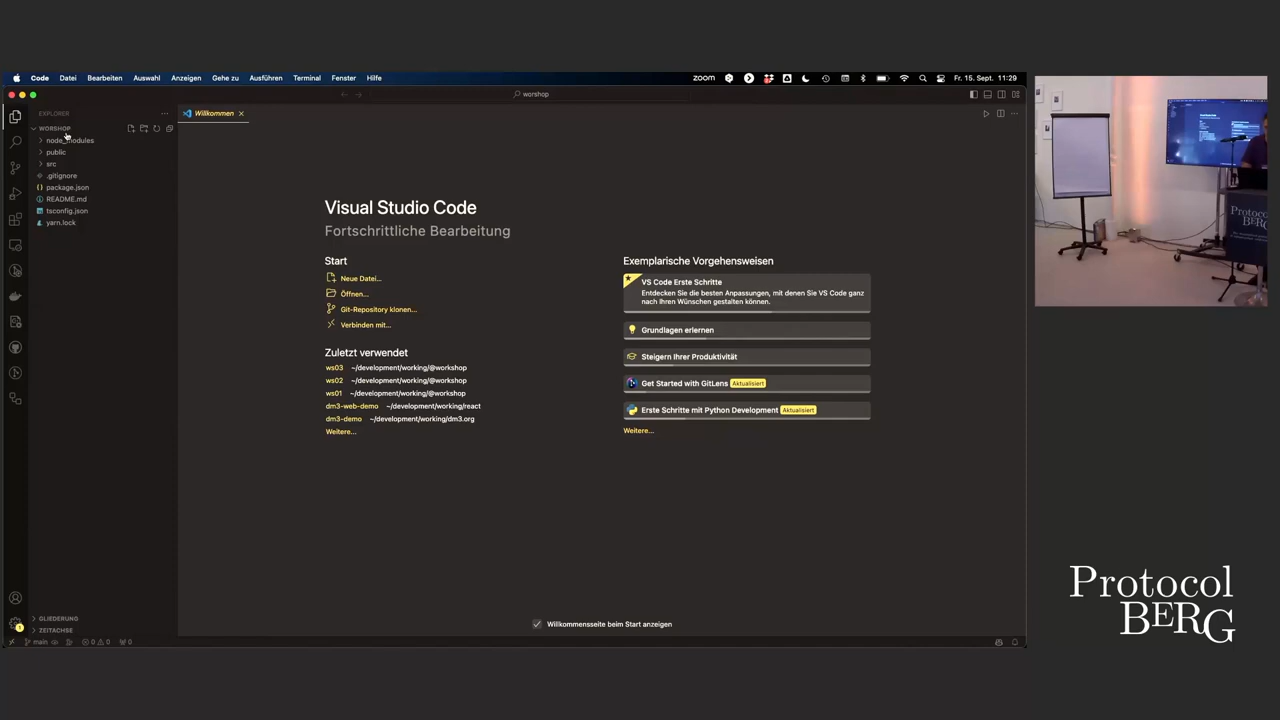 Code Datei Bearbeiten Auswahl Anzeigen Gehe zu Ausführen Terminal Fenster Hilfe
zoom
Fr. 15. Sept. 11:29
worshop
EXPLORER
WORSHOP
node_modules
public
src
.gitignore
package.json
README.md
tsconfig.json
yarn.lock
Willkommen
Visual Studio Code
Fortschrittliche Bearbeitung
Start
Neue Datei...
Öffnen...
Git-Repository klonen...
Verbinden mit...
Zuletzt verwendet
ws03 ~/development/working/@workshop
ws02 ~/development/working/@workshop
ws01 ~/development/working/@workshop
dm3-web-demo ~/development/working/react
dm3-demo ~/development/working/dm3.org
Weitere...
Exemplarische Vorgehensweisen
VS Code Erste Schritte
Entdecken Sie die besten Anpassungen, mit denen Sie VS Code ganz
nach Ihren Wünschen gestalten können.
Grundlagen erlernen
Steigern Ihrer Produktivität
Get Started with GitLens Aktualisiert
Erste Schritte mit Python Development Aktualisiert
Weitere...
Willkommensseite beim Start anzeigen
GLIEDERUNG
ZEITACHSE
main 0 0 0
1
Protocol
BERG
Protocol
BERG